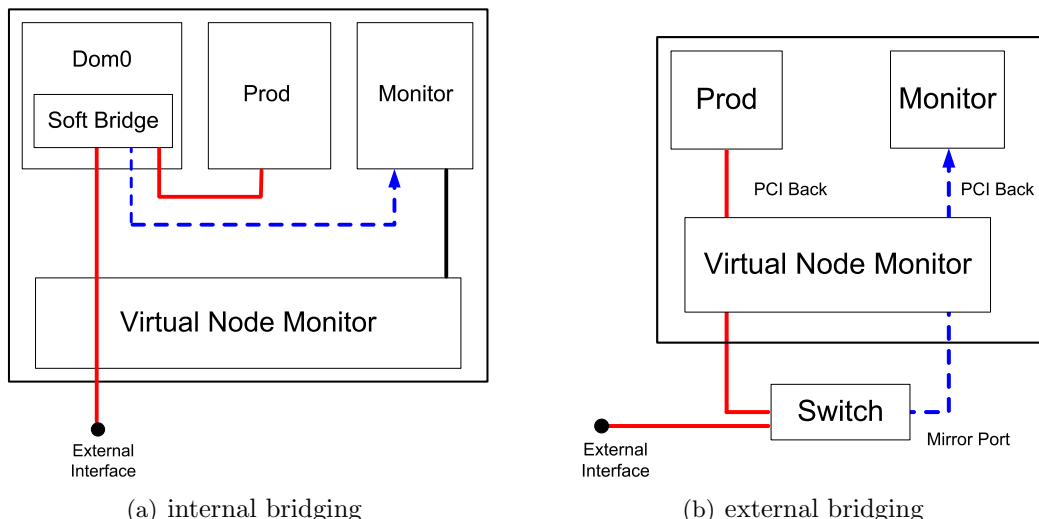 Dom0
Soft Bridge
Prod
Monitor
Virtual Node Monitor
External
Interface
(a) internal bridging
Prod
Monitor
PCI Back
PCI Back
Virtual Node Monitor
Switch
Mirror Port
External
Interface
(b) external bridging